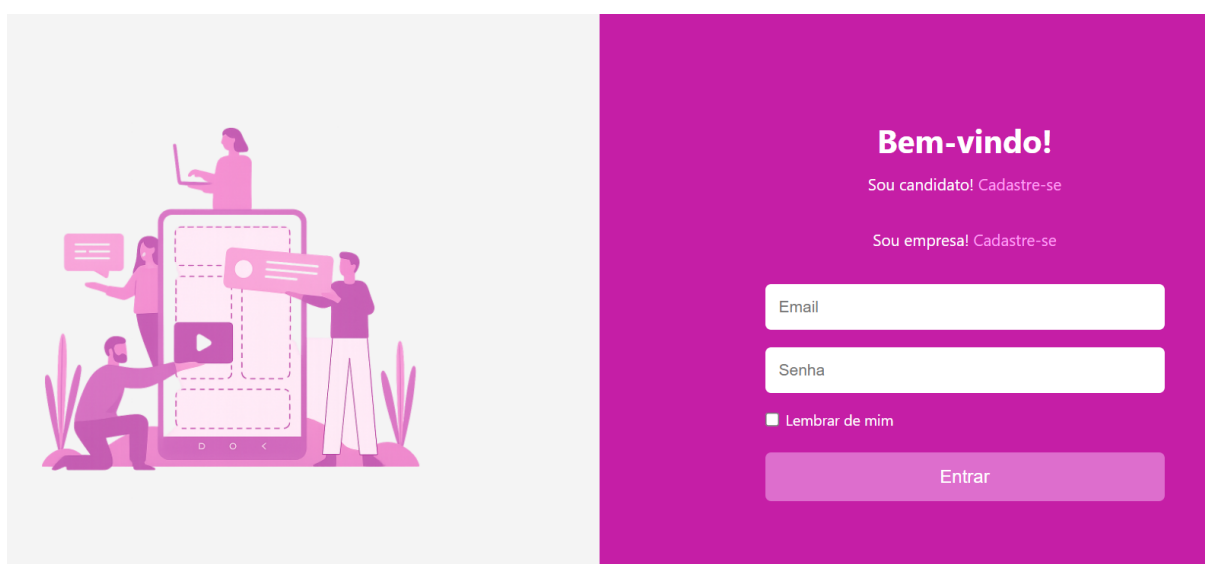 Bem-vindo!
Sou candidato! Cadastre-se
Sou empresa! Cadastre-se
Email
Senha
Lembrar de mim
Entrar